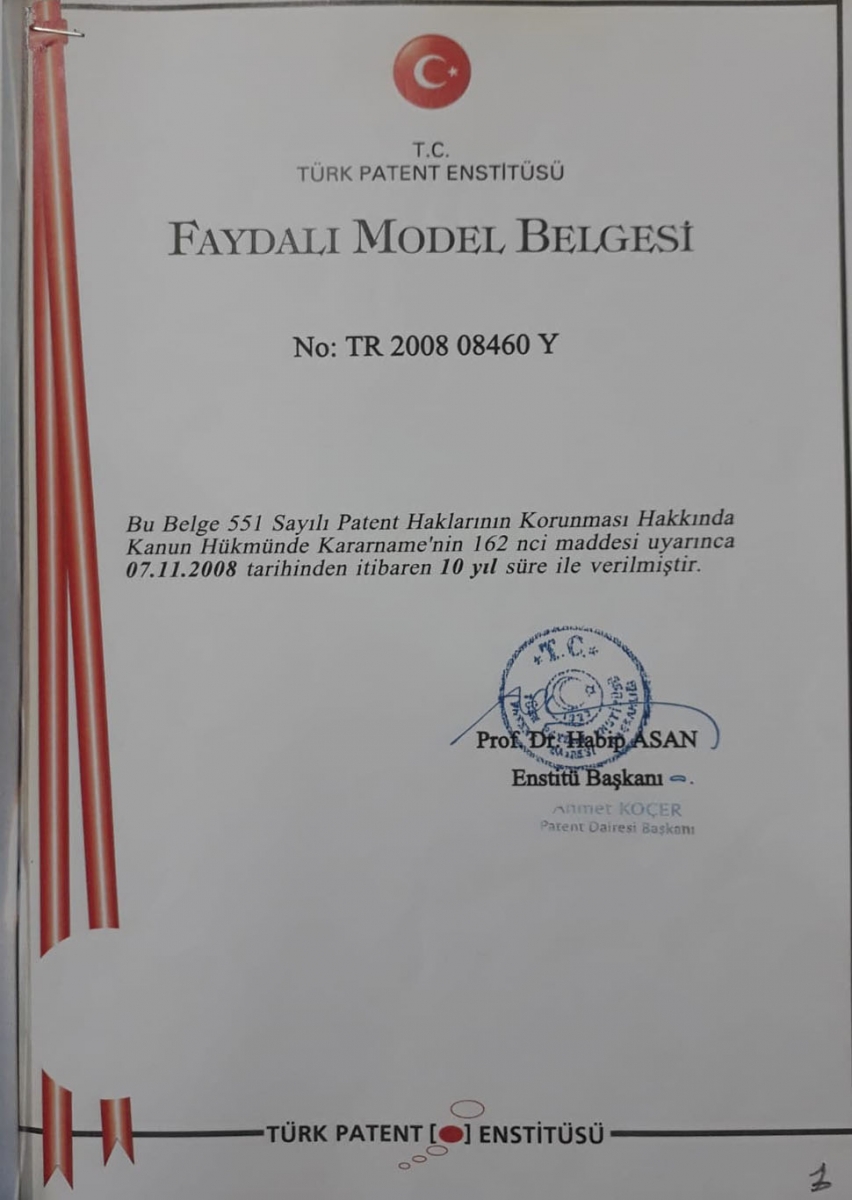 T.C.
TÜRK PATENT ENSTİTÜSÜ
FAYDALI MODEL BELGESİ
No: TR 2008 08460 Y
Bu Belge 551 Sayılı Patent Haklarının Korunması Hakkında
Kanun Hükmünde Kararname'nin 162 nci maddesi uyarınca
07.11.2008 tarihinden itibaren 10 yıl süre ile verilmiştir.
T.C.
Prof. Dr. Habip ASAN
Enstitü Başkanı
Ahmet KOÇER
Patent Dairesi Başkanı
TÜRK PATENT [ ] ENSTİTÜSÜ
1